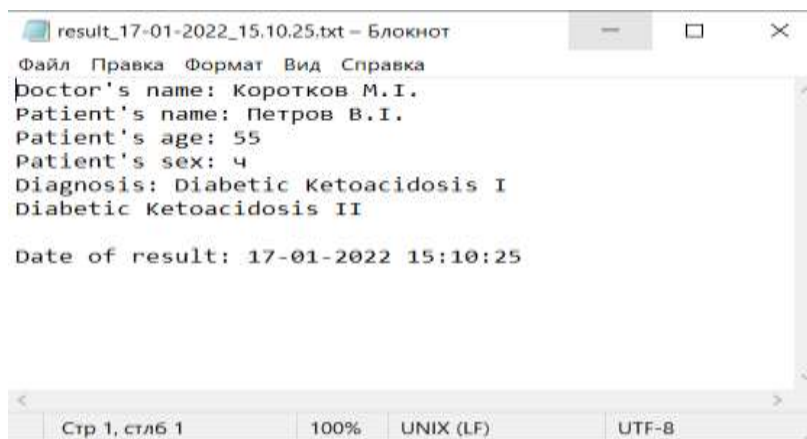 result_17-01-2022_15.10.25.txt – Блокнот
Файл Правка Формат Вид Справка
Doctor's name: Коротков М.І.
Patient's name: Петров В.І.
Patient's age: 55
Patient's sex: ч
Diagnosis: Diabetic Ketoacidosis I
Diabetic Ketoacidosis II
Date of result: 17-01-2022 15:10:25
Стр 1, стлб 1 100% UNIX (LF) UTF-8